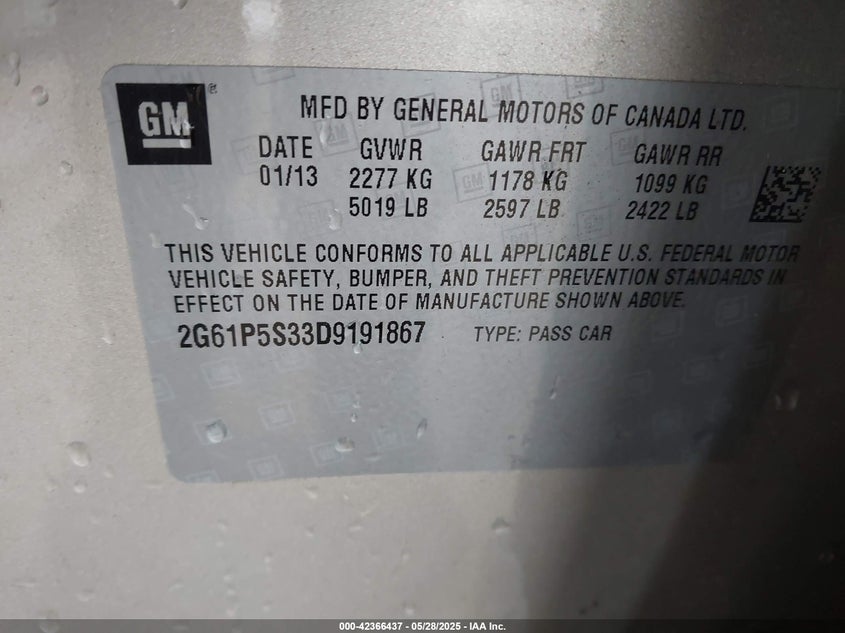 GM ®
MFD BY GENERAL MOTORS OF CANADA LTD.
DATE GVWR GAWR FRT GAWR RR
01/13 2277 KG 1178 KG 1099 KG
5019 LB 2597 LB 2422 LB
THIS VEHICLE CONFORMS TO ALL APPLICABLE U.S. FEDERAL MOTOR
VEHICLE SAFETY, BUMPER, AND THEFT PREVENTION STANDARDS IN
EFFECT ON THE DATE OF MANUFACTURE SHOWN ABOVE.
2G61P5S33D9191867 TYPE: PASS CAR
000-42366437 - 05/28/2025 - IAA Inc.